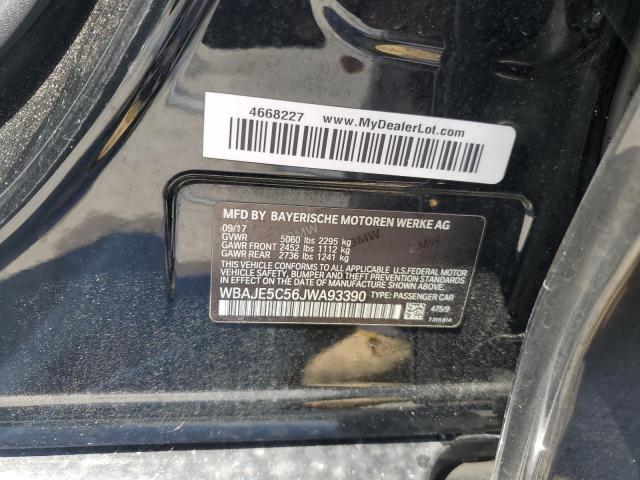 4668227 www.MyDealerLot.com
MFD BY BAYERISCHE MOTOREN WERKE AG
09/17
GVWR 5060 lbs 2295 kg
GAWR FRONT 2452 lbs 1112 kg
GAWR REAR 2736 lbs 1241 kg
THIS VEHICLE CONFORMS TO ALL APPLICABLE U.S.FEDERAL MOTOR
VEHICLE SAFETY, BUMPER AND THEFT PREVENTION STANDARDS
IN EFFECT ON THE DATE OF MANUFACTURE SHOWN ABOVE.
WBAJE5C56JWA93390 TYPE: PASSENGER CAR
475/9